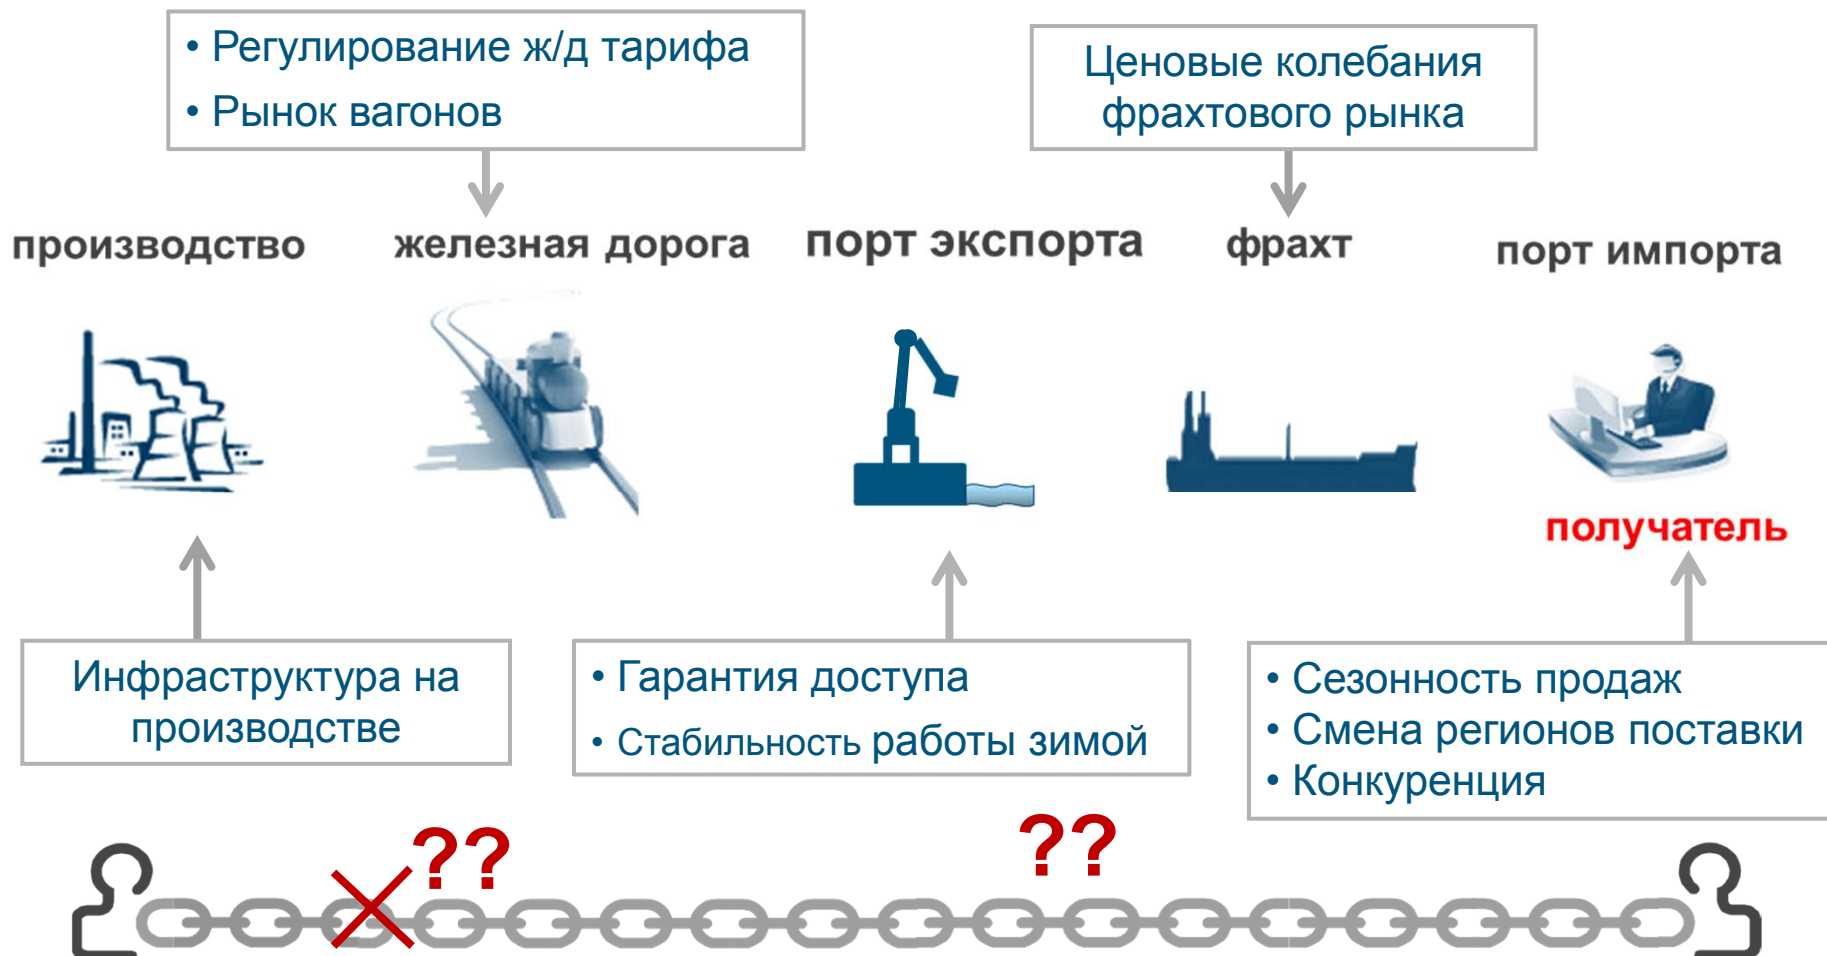 • Регулирование ж/д тарифа
• Рынок вагонов
Ценовые колебания
фрахтового рынка
производство
железная дорога
порт экспорта
фрахт
порт импорта
получатель
Инфраструктура на
производстве
• Гарантия доступа
• Стабильность работы зимой
• Сезонность продаж
• Смена регионов поставки
• Конкуренция
??
??